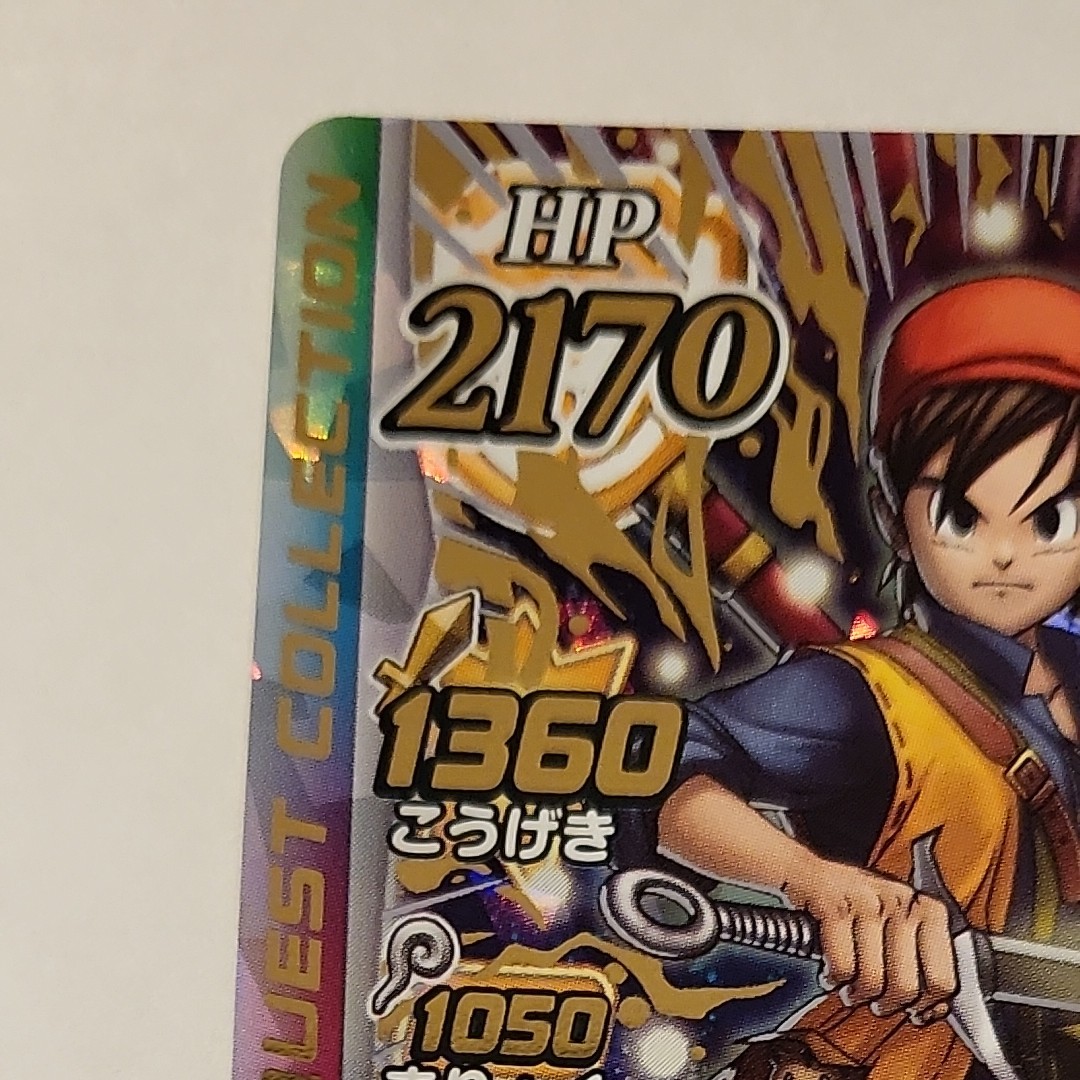 HP
2170
1360
こうげき
1050
QUEST COLLECTION